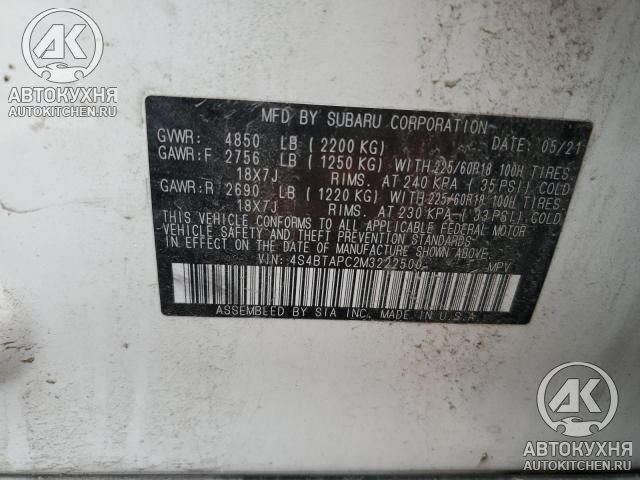 AK
АВТОКУХНЯ
AUTOKITCHEN.RU
MFD BY SUBARU CORPORATION
GVWR: 4850 LB (2200 KG) DATE: 05/21
GAWR:F 2756 LB (1250 KG) WITH 225/60R18 100H TIRES.
18X7J RIMS. AT 240 KPA (35 PSI) COLD
GAWR:R 2690 LB (1220 KG) WITH 225/60R18 100H TIRES.
18X7J RIMS. AT 230 KPA (33 PSI) COLD
THIS VEHICLE CONFORMS TO ALL APPLICABLE FEDERAL MOTOR
VEHICLE SAFETY AND THEFT PREVENTION STANDARDS
IN EFFECT ON THE DATE OF MANUFACTURE SHOWN ABOVE.
VIN: 4S4BTAPC2M3222500 MPV
ASSEMBLED BY SIA INC. MADE IN U.S.A.
AK
АВТОКУХНЯ
AUTOKITCHEN.RU